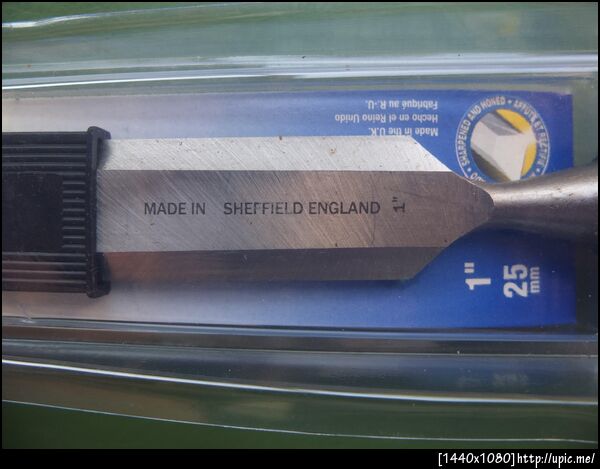 Made in the U.K.
Hecho en el Reino Unido
Fabriqué au R.-U.
• SHARPENED AND HONED •
MADE IN SHEFFIELD ENGLAND 1"
1"
25
mm
[1440x1080]http://upic.me/